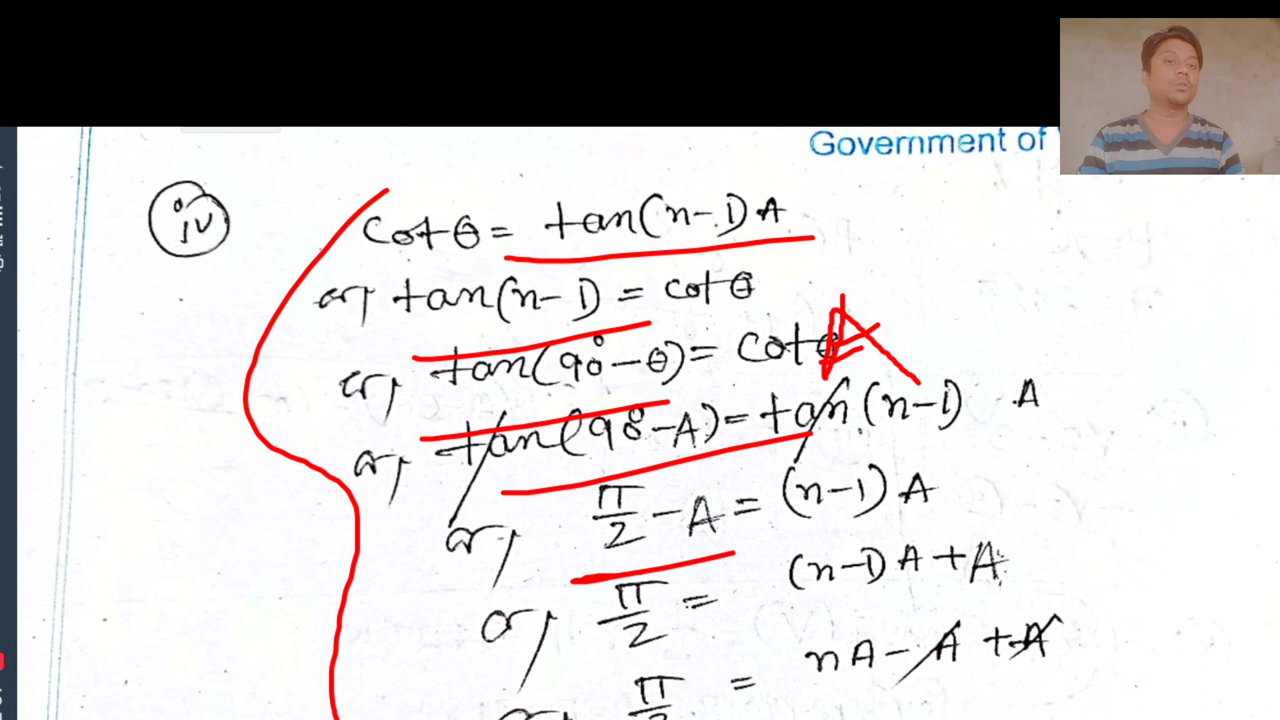 Government of
iv
cot θ = tan(n-1)A
or, tan(n-1) = cot θ
or, tan(90°-θ) = cot θ A
or, tan(90°-A) = tan(n-1) A
or, π/2 - A = (n-1)A
or, π/2 = (n-1)A + A
π/2 = nA - A + A